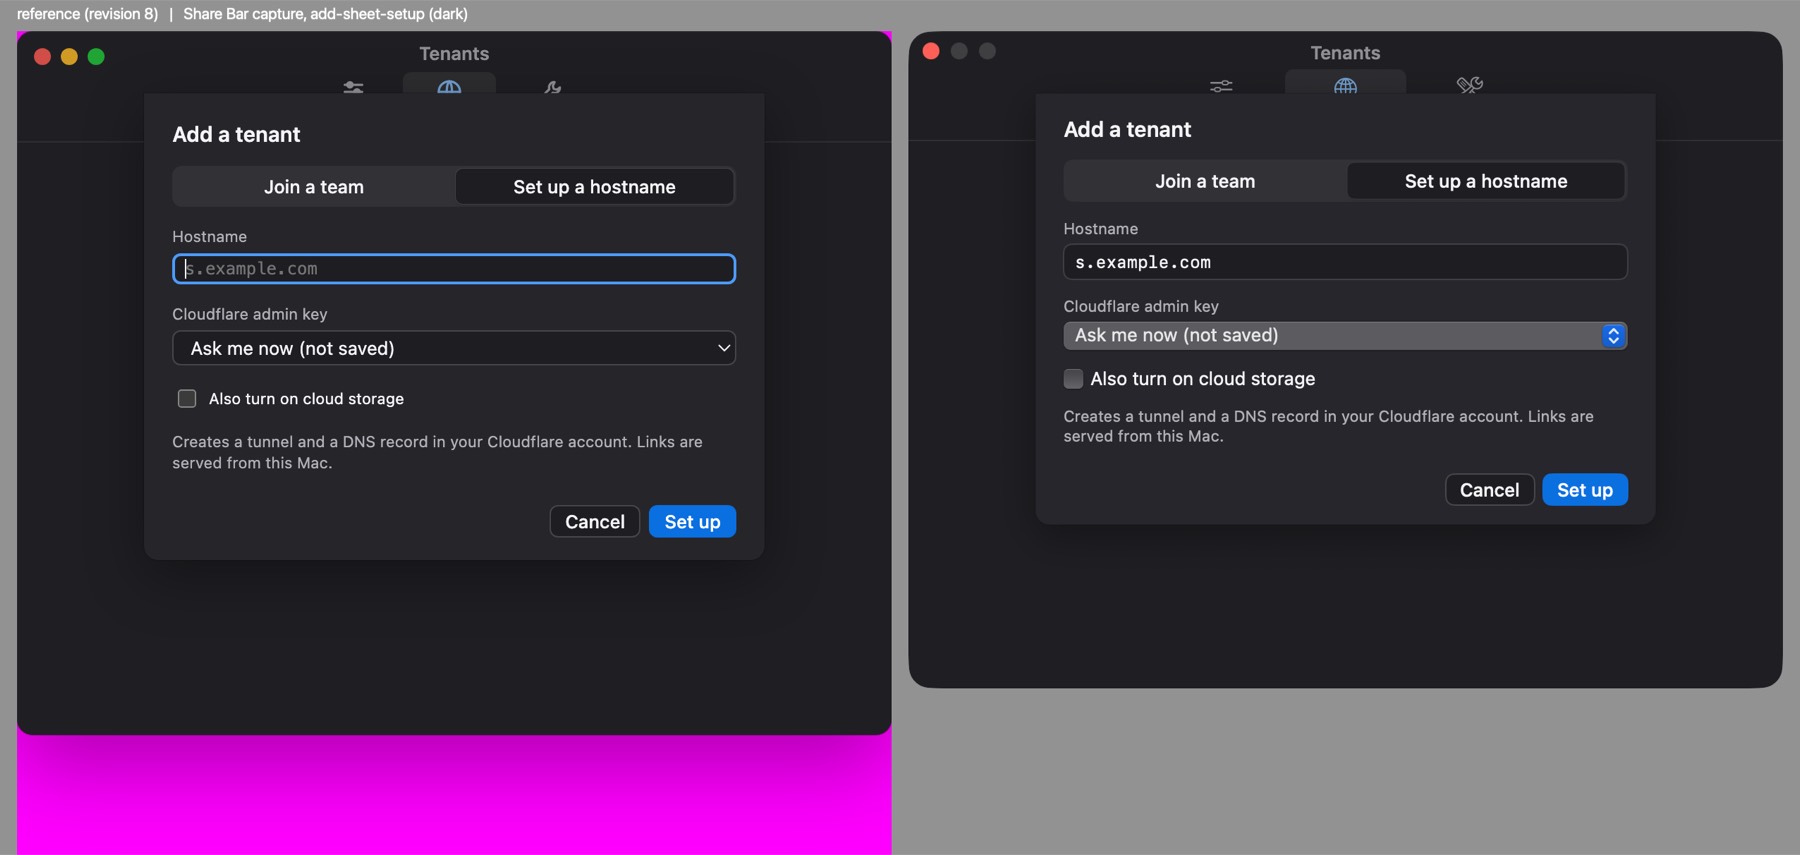 reference (revision 8) | Share Bar capture, add-sheet-setup (dark)
Tenants
Add a tenant
Join a team
Set up a hostname
Hostname
s.example.com
Cloudflare admin key
Ask me now (not saved)
Also turn on cloud storage
Creates a tunnel and a DNS record in your Cloudflare account. Links are
served from this Mac.
Cancel
Set up
Tenants
Add a tenant
Join a team
Set up a hostname
Hostname
s.example.com
Cloudflare admin key
Ask me now (not saved)
Also turn on cloud storage
Creates a tunnel and a DNS record in your Cloudflare account. Links are
served from this Mac.
Cancel
Set up